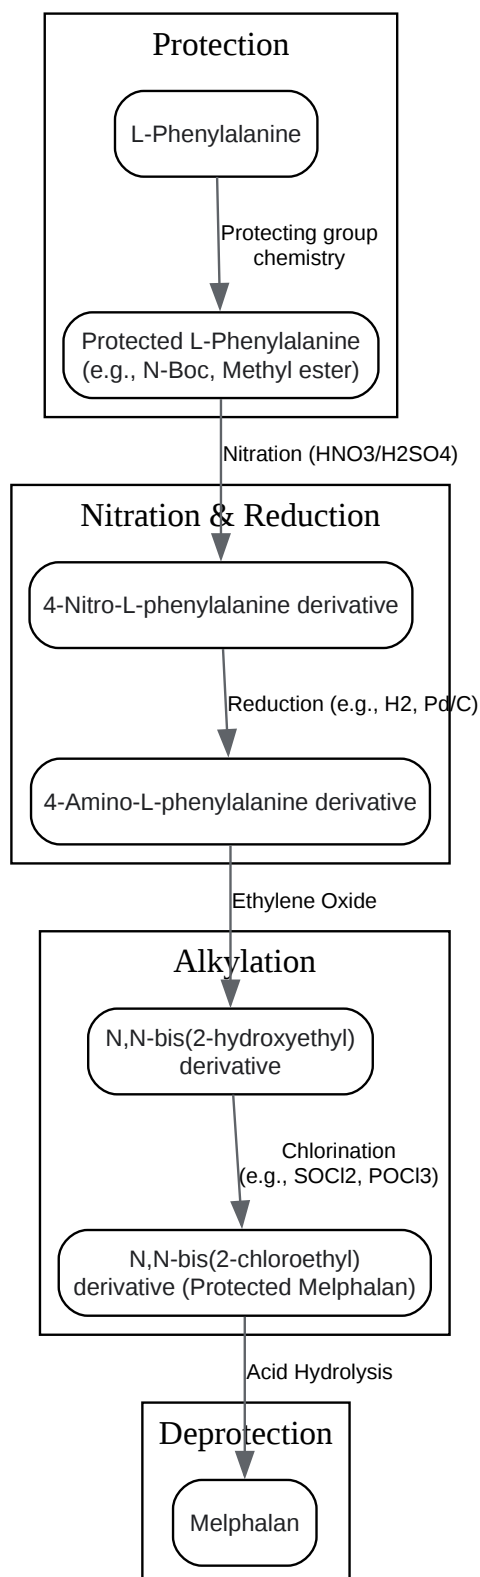 Protection
L-Phenylalanine
Protecting group
chemistry
Protected L-Phenylalanine
(e.g., N-Boc, Methyl ester)
Nitration (HNO3/H2SO4)
Nitration & Reduction
4-Nitro-L-phenylalanine derivative
Reduction (e.g., H2, Pd/C)
4-Amino-L-phenylalanine derivative
Ethylene Oxide
Alkylation
N,N-bis(2-hydroxyethyl)
derivative
Chlorination
(e.g., SOCl2, POCl3)
N,N-bis(2-chloroethyl)
derivative (Protected Melphalan)
Acid Hydrolysis
Deprotection
Melphalan